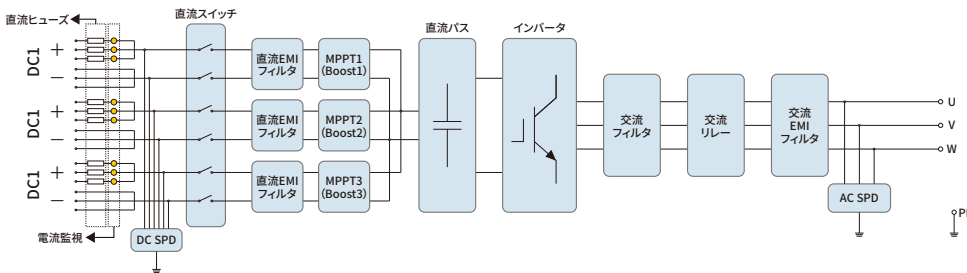 直流ヒューズ
直流スイッチ
直流バス
インバータ
DC1
+
−
直流EMI
フィルタ
MPPT1
(Boost1)
DC1
+
−
直流EMI
フィルタ
MPPT2
(Boost2)
DC1
+
−
直流EMI
フィルタ
MPPT3
(Boost3)
交流
フィルタ
交流
リレー
交流
EMI
フィルタ
U
V
W
AC SPD
電流監視
DC SPD